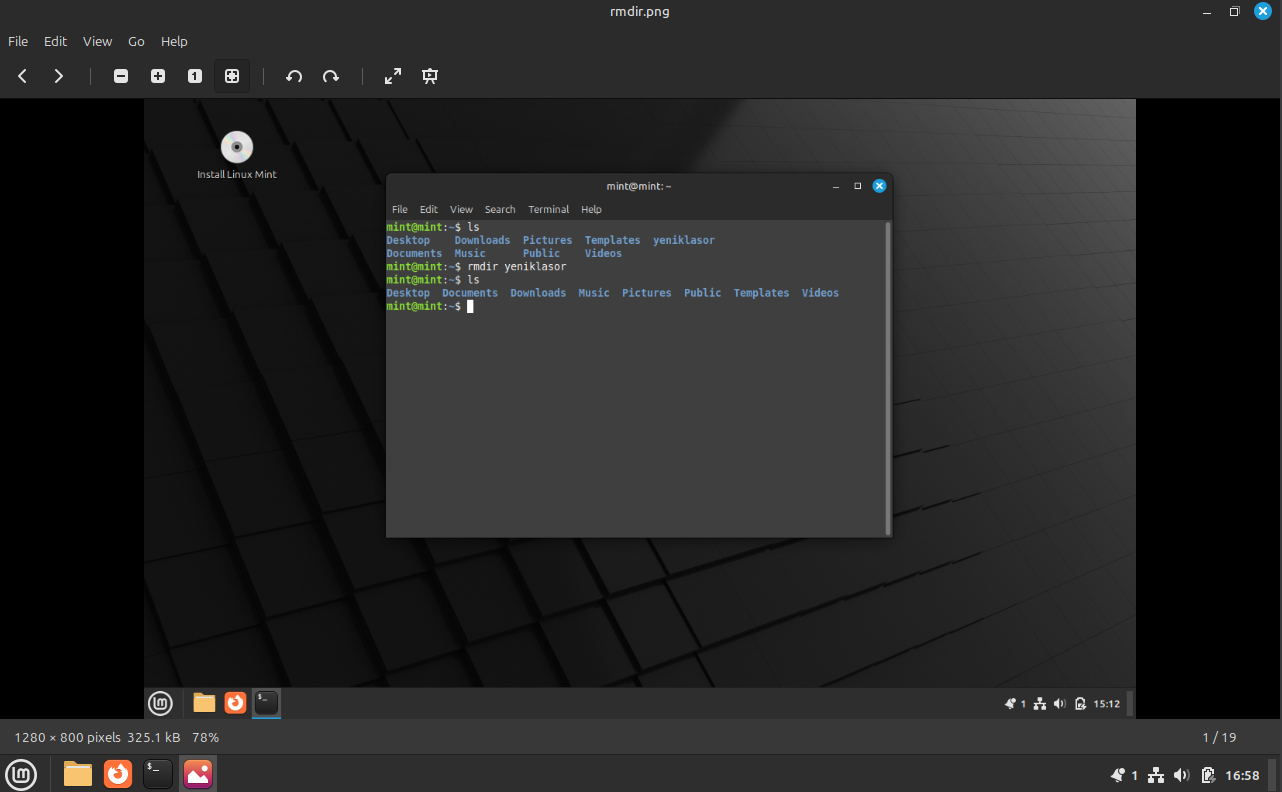 rmdir.png
File Edit View Go Help
1
Install Linux Mint
mint@mint: ~
File Edit View Search Terminal Help
mint@mint:~$ ls
Desktop Downloads Pictures Templates yeniklasor
Documents Music Public Videos
mint@mint:~$ rmdir yeniklasor
mint@mint:~$ ls
Desktop Documents Downloads Music Pictures Public Templates Videos
mint@mint:~$
$_
1 15:12
1280 × 800 pixels 325.1 kB 78% 1 / 19
$_
1 16:58